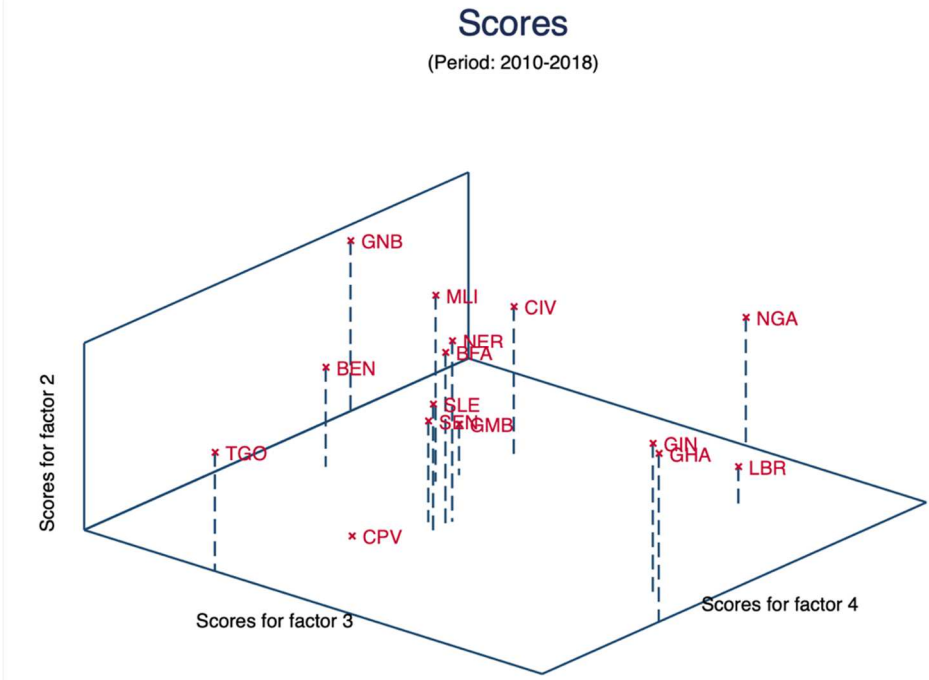 Scores
(Period: 2010-2018)
GNB
MLI
CIV
NGA
NER
BFA
BEN
SLE
SEN
GMB
GIN
TGO
GHA
LBR
CPV
Scores for factor 2
Scores for factor 3
Scores for factor 4